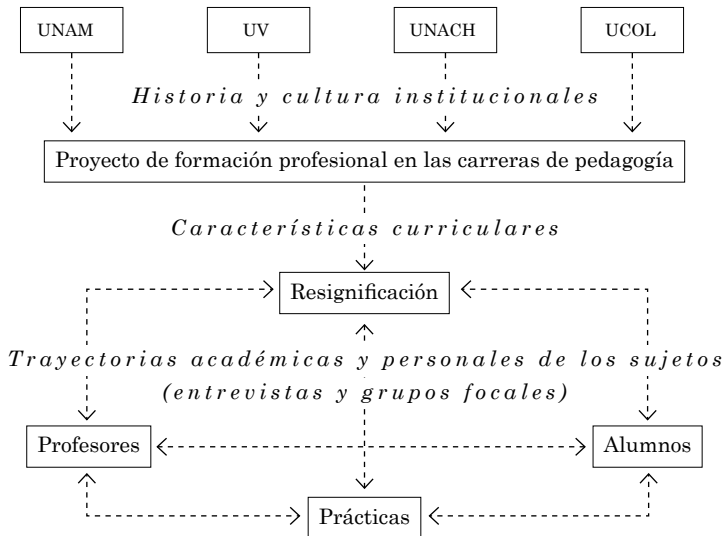 UNAM UV UNACH UCOL
Historia y cultura institucionales
Proyecto de formación profesional en las carreras de pedagogía
Características curriculares
Resignificación
Trayectorias académicas y personales de los sujetos
(entrevistas y grupos focales)
Profesores Alumnos
Prácticas